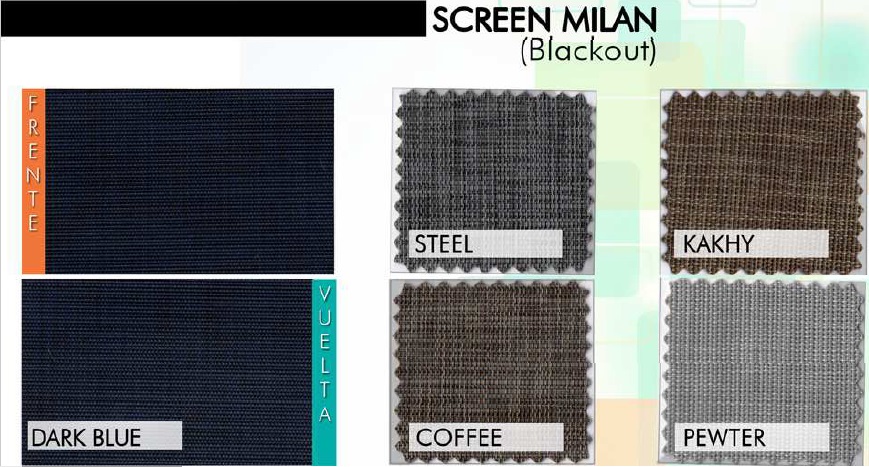 SCREEN MILAN
(Blackout)
FRENTE
STEEL
KAKHY
VUELTA
DARK BLUE
COFFEE
PEWTER